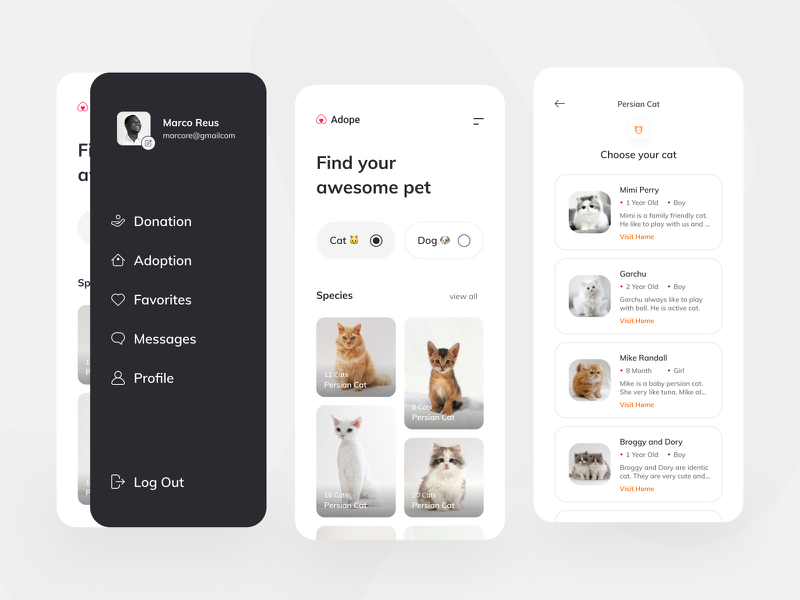 Fi
a
Sp
1
P
1
P
Marco Reus
marcore@gmailcom
Donation
Adoption
Favorites
Messages
Profile
Log Out
Adope
Find your
awesome pet
Cat
Dog
Species
view all
12 Cats
Persian Cat
8 Cats
Persian Cat
16 Cats
Persian Cat
20 Cats
Persian Cat
Persian Cat
Choose your cat
Mimi Perry
1 Year Old
Boy
Mimi is a family friendly cat.
He like to play with us and ...
Visit Home
Garchu
2 Year Old
Boy
Garchu always like to play
with ball. He is active cat.
Visit Home
Mike Randall
8 Month
Girl
Mike is a baby persian cat.
She very like tuna. Mike al...
Visit Home
Broggy and Dory
1 Year Old
Boy
Broggy and Dory are identic
cat. They are very cute and...
Visit Home